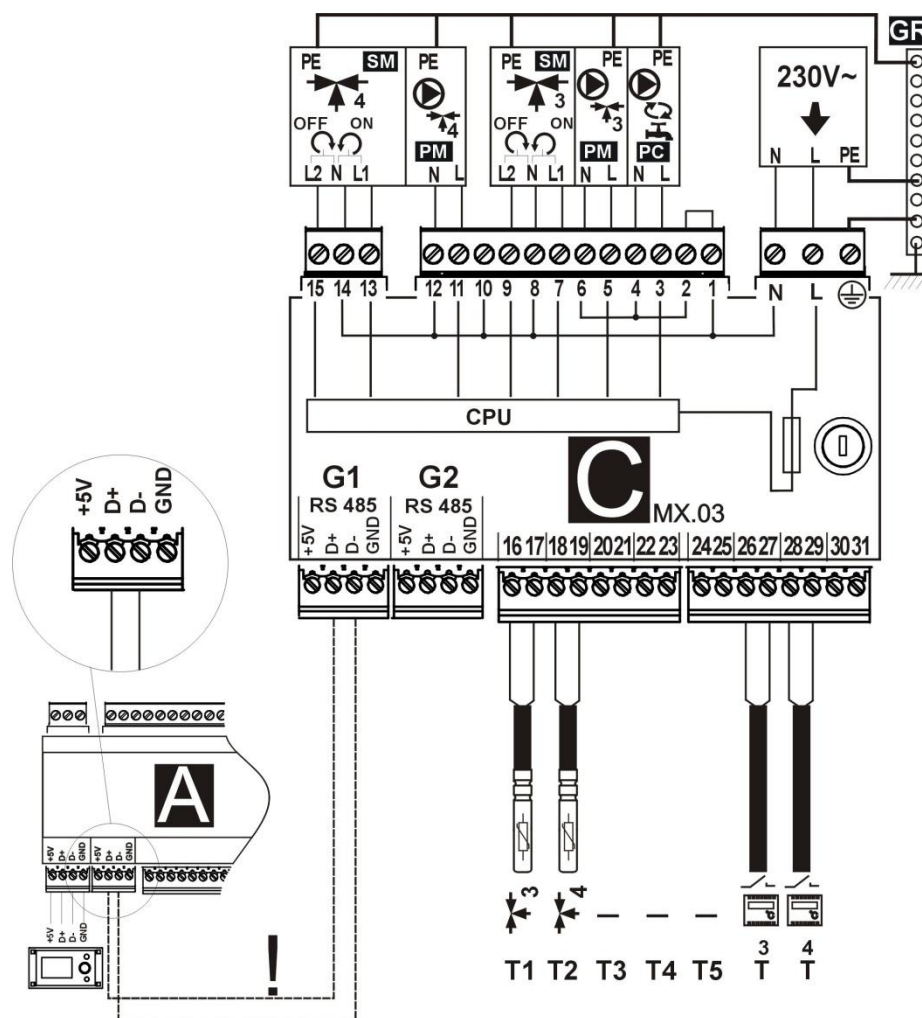 GR
PE SM PE PE SM PE PE
230V~
4 4 3 3
OFF ON OFF ON
PM PM PC
L2 N L1 N L L2 N L1 N L N L N L PE
15 14 13 12 11 10 9 8 7 6 5 4 3 2 1 N L
CPU
C
MX.03
G1 G2
RS 485 RS 485
+5V D+ D- GND +5V D+ D- GND
16 17 18 19 20 21 22 23 24 25 26 27 28 29 30 31
+5V D+ D- GND
A
+5V D+ D- GND +5V D+ D- GND
+5V D+ D- GND
!
3 4 — — — 3 4
T1 T2 T3 T4 T5 T T